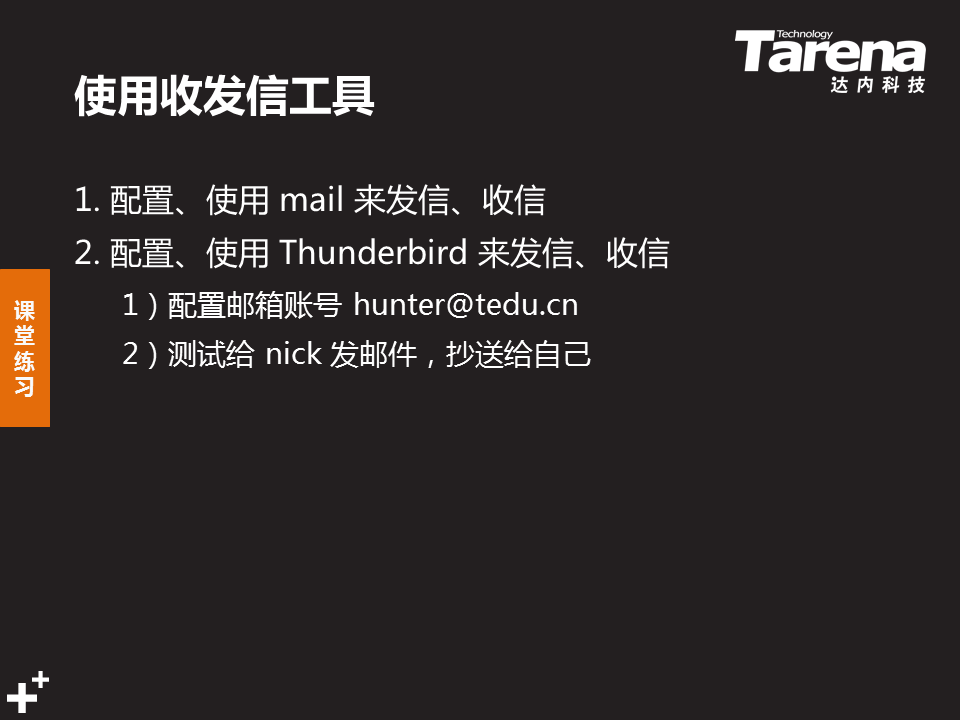 Technology
Tarena
达内科技
使用收发信工具
1. 配置、使用 mail 来发信、收信
2. 配置、使用 Thunderbird 来发信、收信
1）配置邮箱账号 hunter@tedu.cn
2）测试给 nick 发邮件，抄送给自己
课堂练习